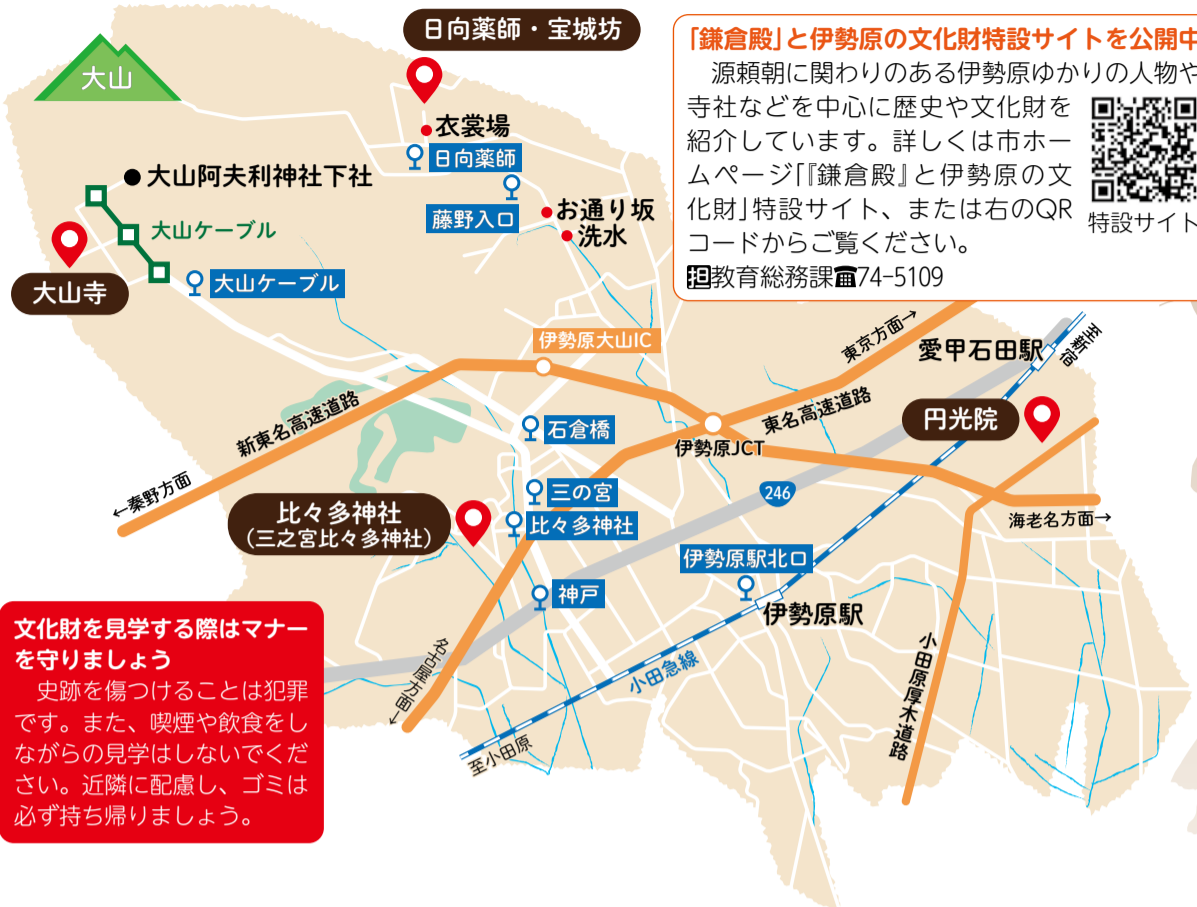 大山
日向薬師・宝城坊
「鎌倉殿」と伊勢原の文化財特設サイトを公開中
源頼朝に関わりのある伊勢原ゆかりの人物や
寺社などを中心に歴史や文化財を
紹介しています。詳しくは市ホー
ムページ「『鎌倉殿』と伊勢原の文
化財」特設サイト、または右のQR
コードからご覧ください。
特設サイト
担教育総務課☎74-5109
衣裳場
日向薬師
藤野入口
お通り坂
洗水
大山阿夫利神社下社
大山ケーブル
大山寺
大山ケーブル
伊勢原大山IC
東京方面→
愛甲石田駅
至新宿
新東名高速道路
東名高速道路
円光院
石倉橋
伊勢原JCT
←秦野方面
三の宮
246
比々多神社
(三之宮比々多神社)
比々多神社
海老名方面→
伊勢原駅北口
神戸
伊勢原駅
文化財を見学する際はマナー
を守りましょう
史跡を傷つけることは犯罪
です。また、喫煙や飲食をし
ながらの見学はしないでくだ
さい。近隣に配慮し、ゴミは
必ず持ち帰りましょう。
名古屋方面→
小田急線
小田原厚木道路
至小田原